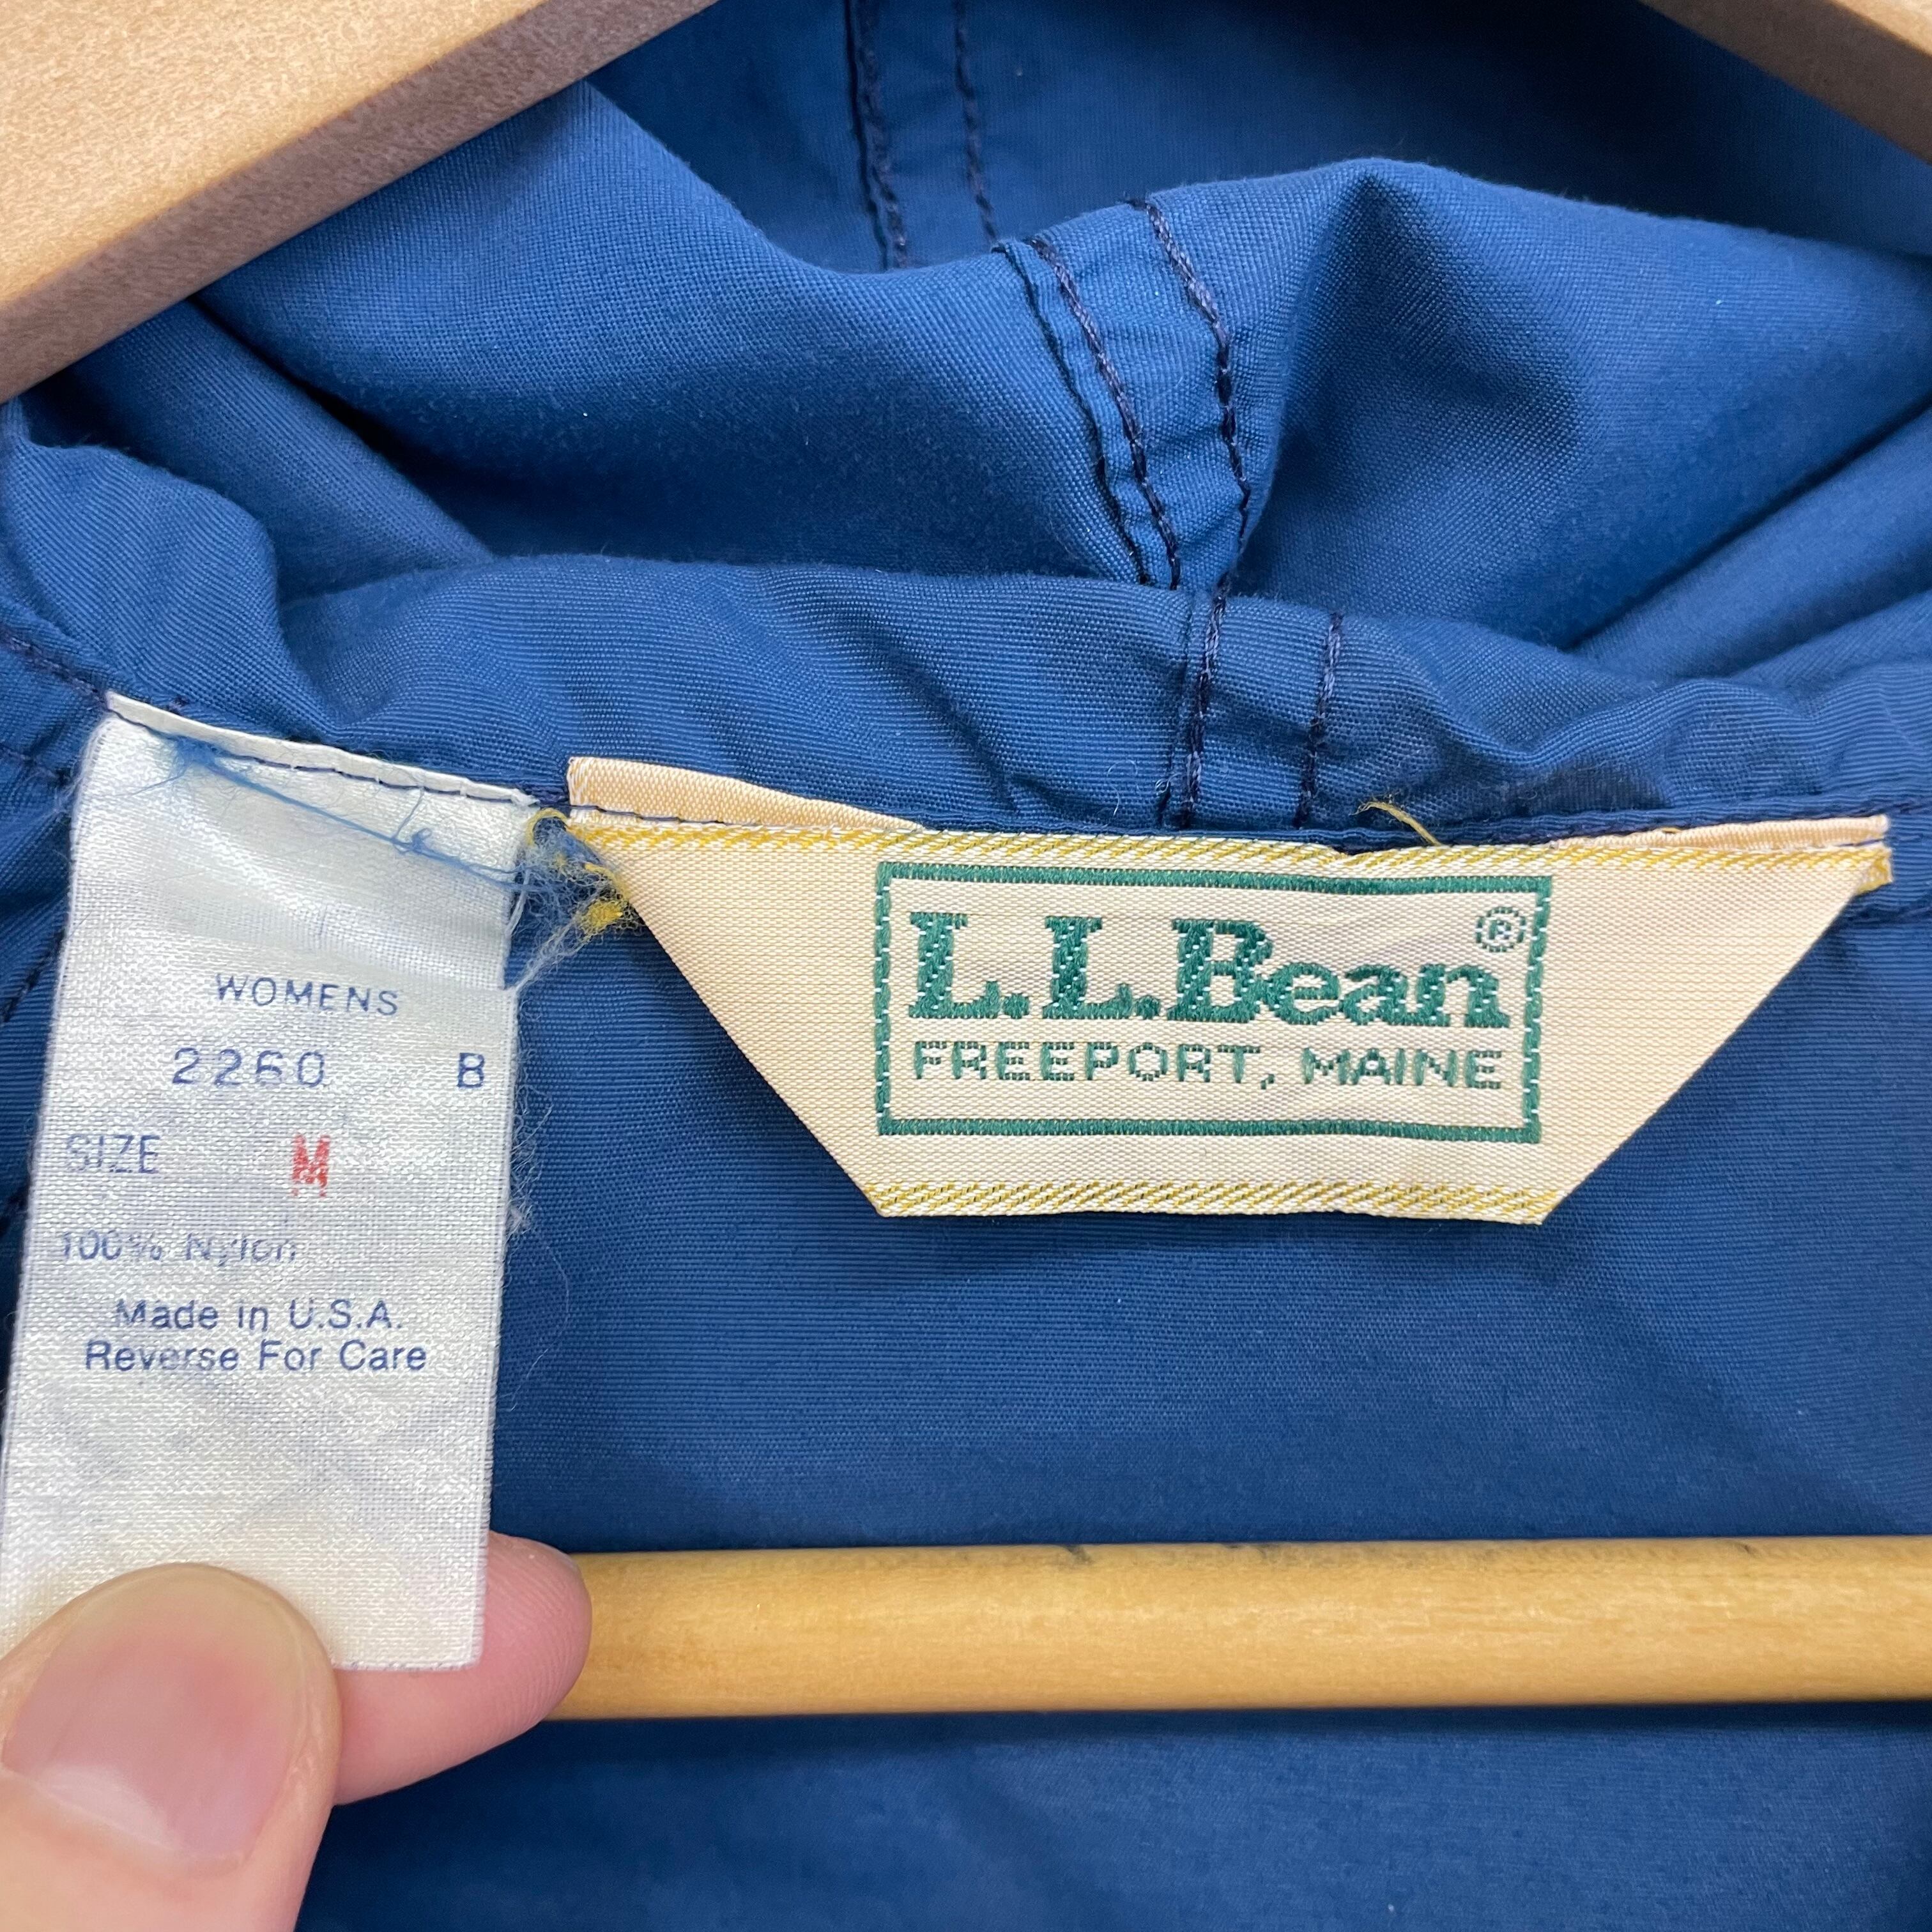 WOMENS
2260 B
SIZE M
100% Nylon
Made in U.S.A.
Reverse For Care
L.L.Bean®
FREEPORT, MAINE